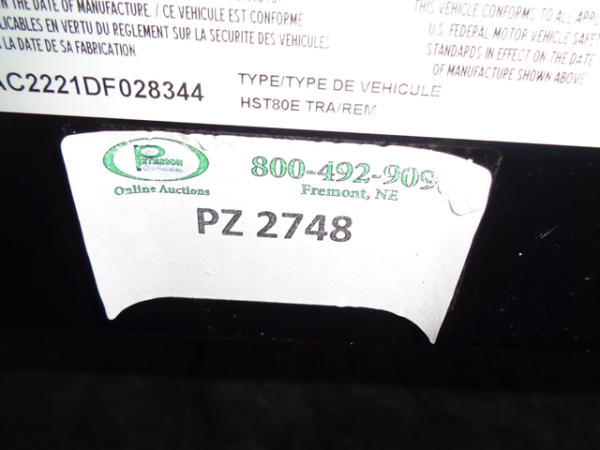 N THE DATE OF MANUFACTURE. / CE VEHICULE EST CONFORME
LICABLES EN VERTU DU REGLEMENT SUR LA SECURITE DES VEHICULES
LA DATE DE SA FABRICATION.
THIS VEHICLE CONFORMS TO ALL APPL
U.S. FEDERAL MOTOR VEHICLE SAFE
STANDARDS IN EFFECT ON THE DATE
OF MANUFACTURE SHOWN ABOVE
AC2221DF028344
TYPE/TYPE DE VEHICULE
HST80E TRA/REM
PETERSON
Online Auctions
800-492-909
Fremont, NE
PZ 2748